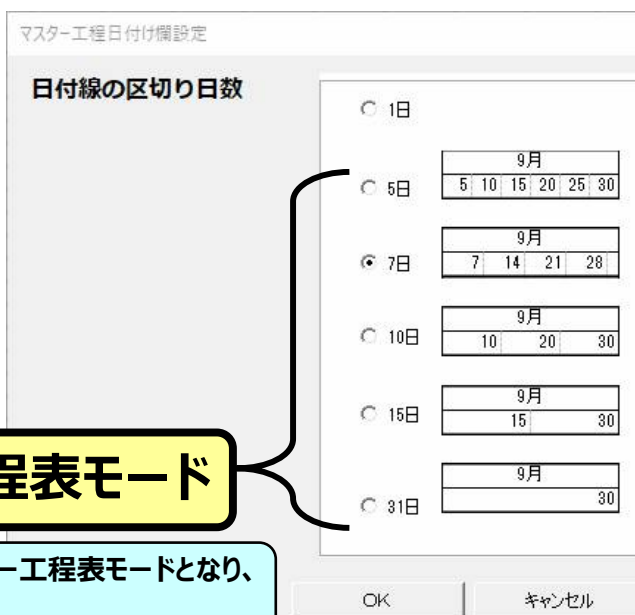 マスター工程日付け欄設定
日付線の区切り日数
1日
5日
9月
5 10 15 20 25 30
7日
9月
7 14 21 28
10日
9月
10 20 30
15日
9月
15 30
31日
9月
30
程表モード
ー工程表モードとなり、
OK
キャンセル